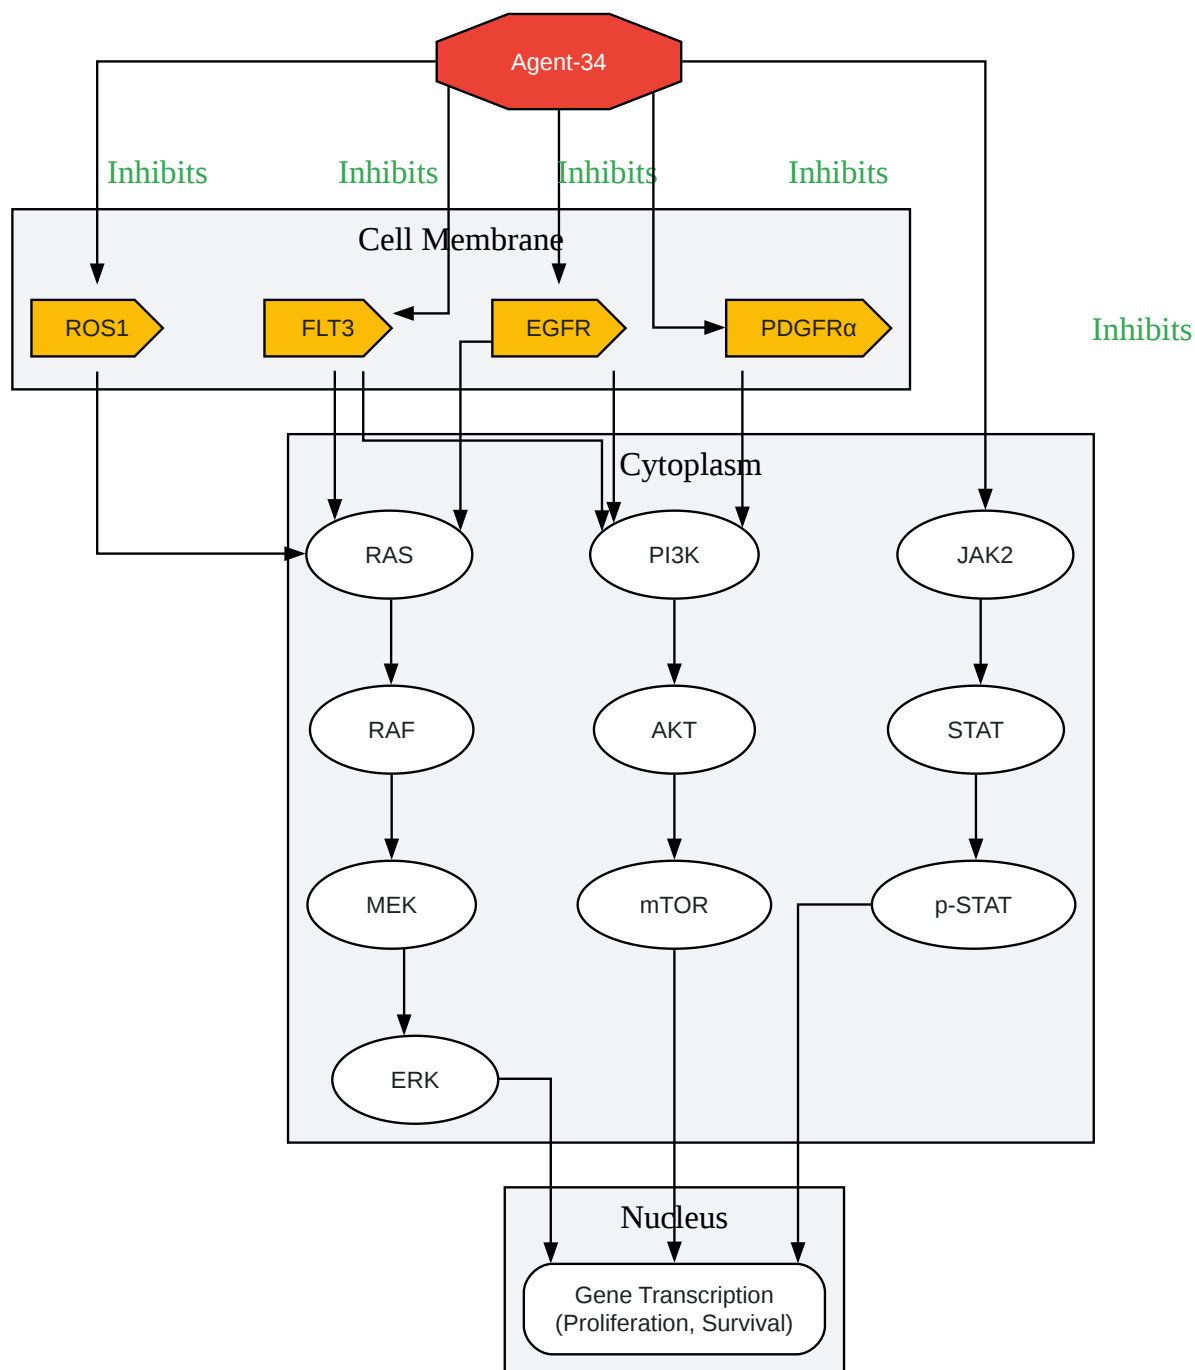 Agent-34
Inhibits
Inhibits
Inhibits
Inhibits
Cell Membrane
ROS1
FLT3
EGFR
PDGFRα
Inhibits
Cytoplasm
RAS
PI3K
JAK2
RAF
AKT
STAT
MEK
mTOR
p-STAT
ERK
Nucleus
Gene Transcription
(Proliferation, Survival)